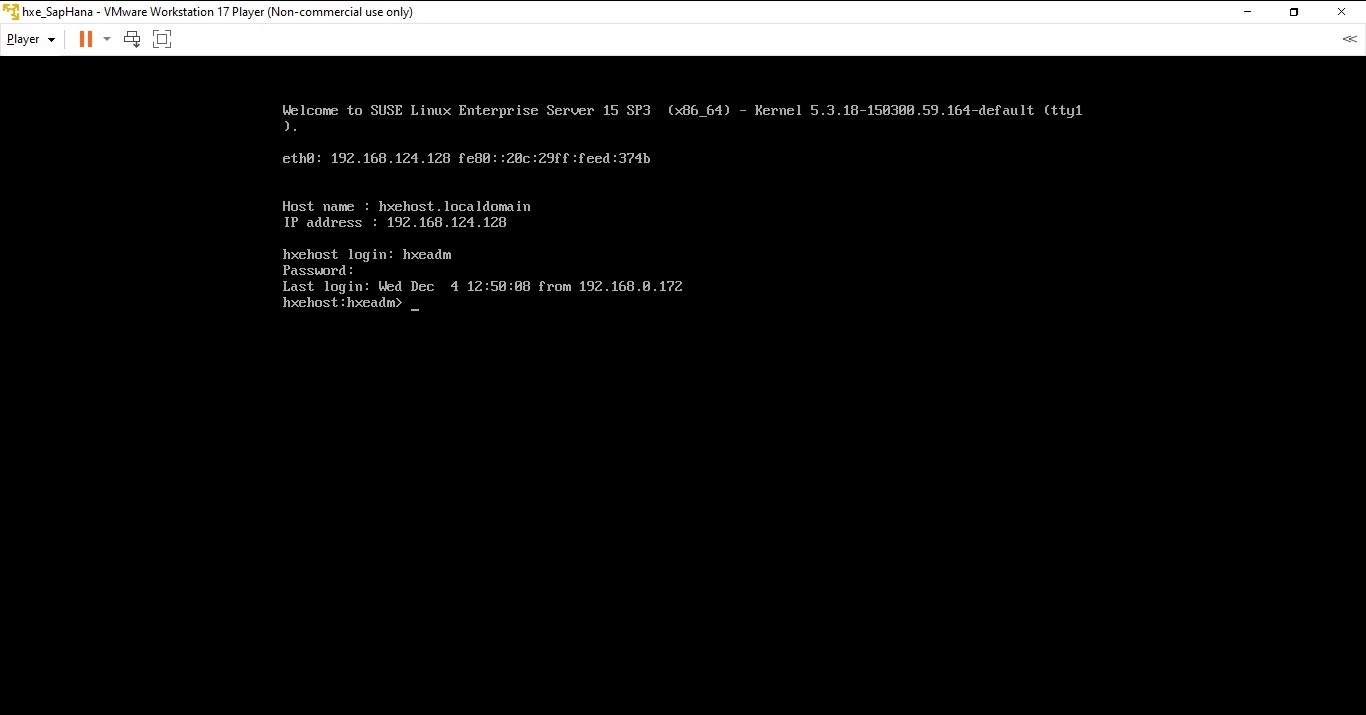 hxe_SapHana - VMware Workstation 17 Player (Non-commercial use only)
Player
Welcome to SUSE Linux Enterprise Server 15 SP3  (x86_64) - Kernel 5.3.18-150300.59.164-default (tty1
).
eth0: 192.168.124.128 fe80::20c:29ff:feed:374b
Host name : hxehost.localdomain
IP address : 192.168.124.128
hxehost login: hxeadm
Password:
Last login: Wed Dec  4 12:50:08 from 192.168.0.172
hxehost:hxeadm> _